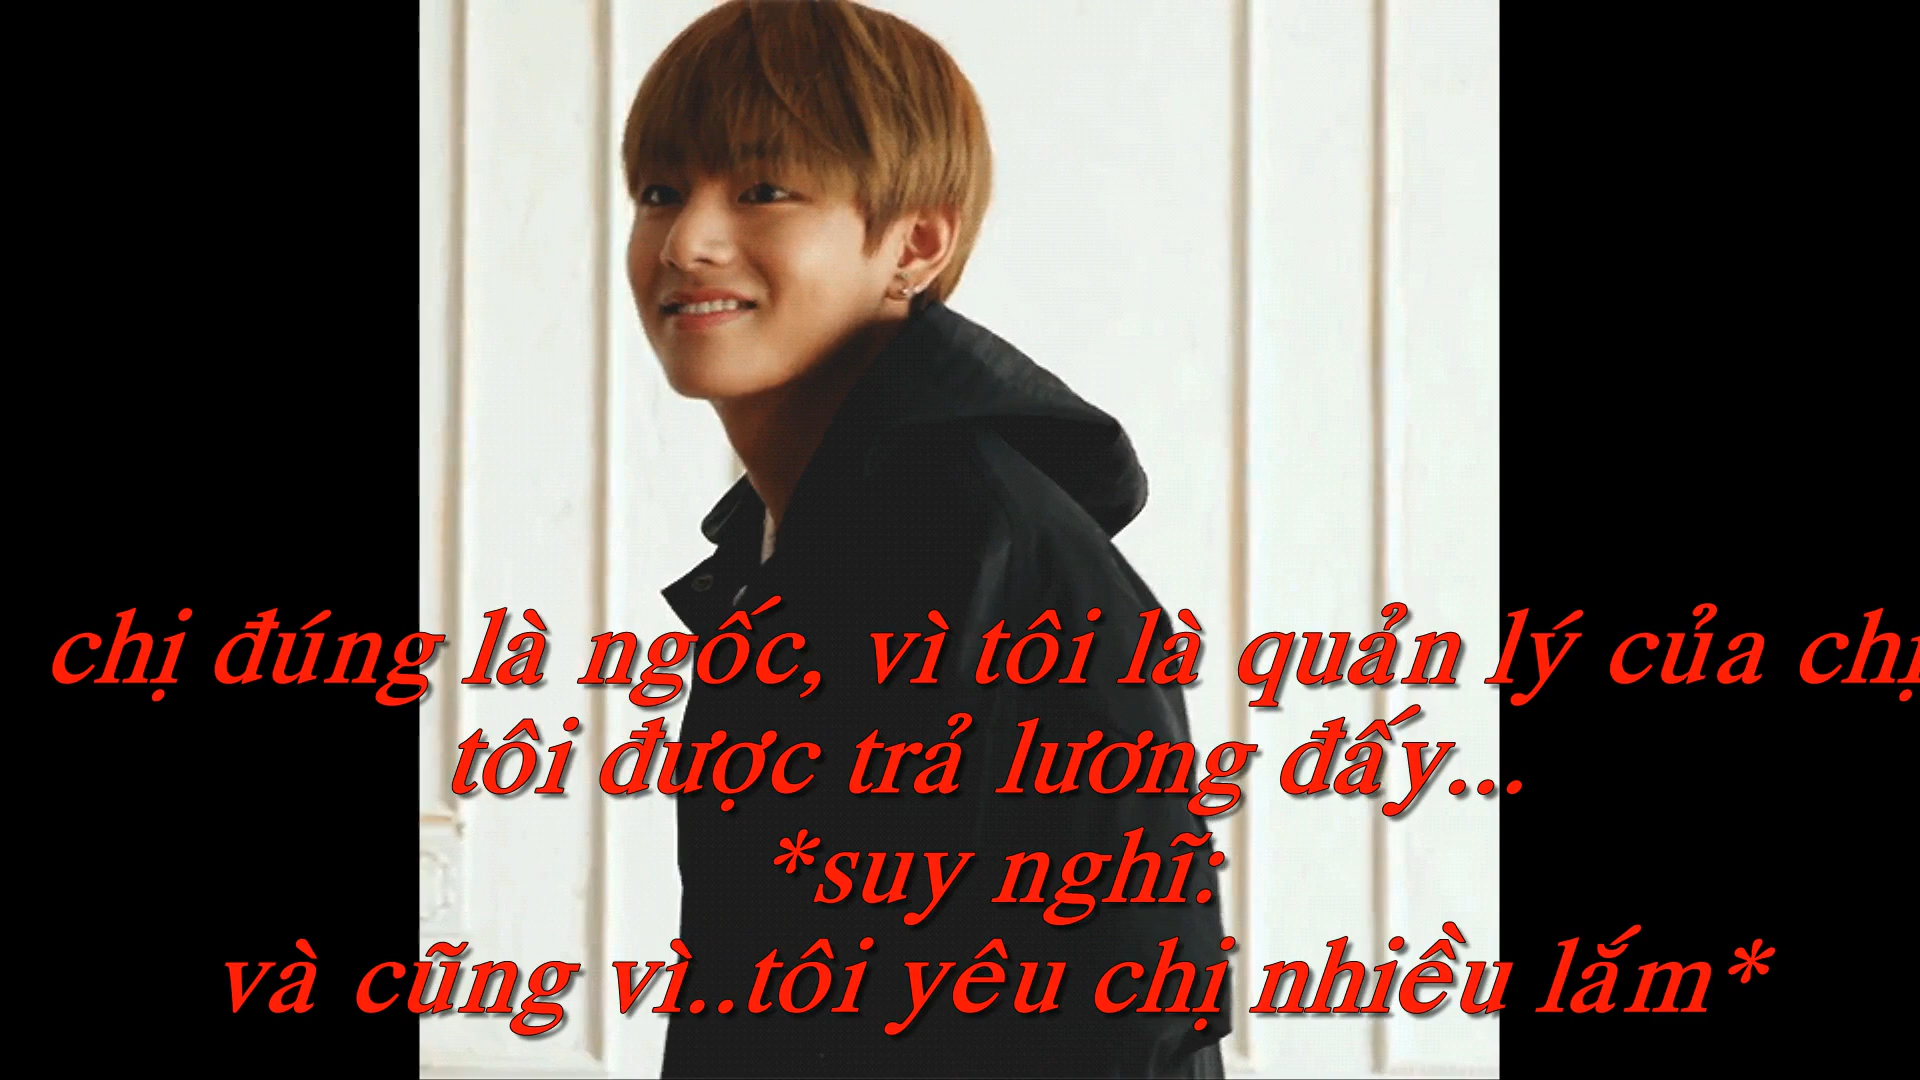 chị đúng là ngốc, vì tôi là quản lý của chị
tôi được trả lương đấy...
*suy nghĩ:
và cũng vì..tôi yêu chị nhiều lắm*